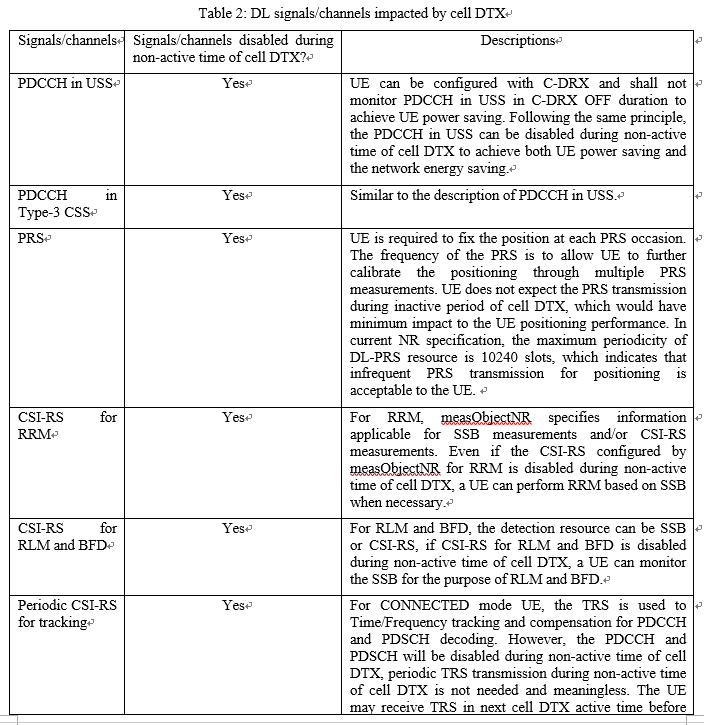 Table 2: DL signals/channels impacted by cell DTX
Signals/channels
Signals/channels disabled during
non-active time of cell DTX?
Descriptions
PDCCH in USS
Yes
UE can be configured with C-DRX and shall not
monitor PDCCH in USS in C-DRX OFF duration to
achieve UE power saving. Following the same principle,
the PDCCH in USS can be disabled during non-active
time of cell DTX to achieve both UE power saving and
the network energy saving.
PDCCH in
Type-3 CSS
Yes
Similar to the description of PDCCH in USS.
PRS
Yes
UE is required to fix the position at each PRS occasion.
The frequency of the PRS is to allow UE to further
calibrate the positioning through multiple PRS
measurements. UE does not expect the PRS transmission
during inactive period of cell DTX, which would have
minimum impact to the UE positioning performance. In
current NR specification, the maximum periodicity of
DL-PRS resource is 10240 slots, which indicates that
infrequent PRS transmission for positioning is
acceptable to the UE.
CSI-RS for
RRM
Yes
For RRM, measObjectNR specifies information
applicable for SSB measurements and/or CSI-RS
measurements. Even if the CSI-RS configured by
measObjectNR for RRM is disabled during non-active
time of cell DTX, a UE can perform RRM based on SSB
when necessary.
CSI-RS for
RLM and BFD
Yes
For RLM and BFD, the detection resource can be SSB
or CSI-RS, if CSI-RS for RLM and BFD is disabled
during non-active time of cell DTX, a UE can monitor
the SSB for the purpose of RLM and BFD.
Periodic CSI-RS
for tracking
Yes
For CONNECTED mode UE, the TRS is used to
Time/Frequency tracking and compensation for PDCCH
and PDSCH decoding. However, the PDCCH and
PDSCH will be disabled during non-active time of cell
DTX, periodic TRS transmission during non-active time
of cell DTX is not needed and meaningless. The UE
may receive TRS in next cell DTX active time before